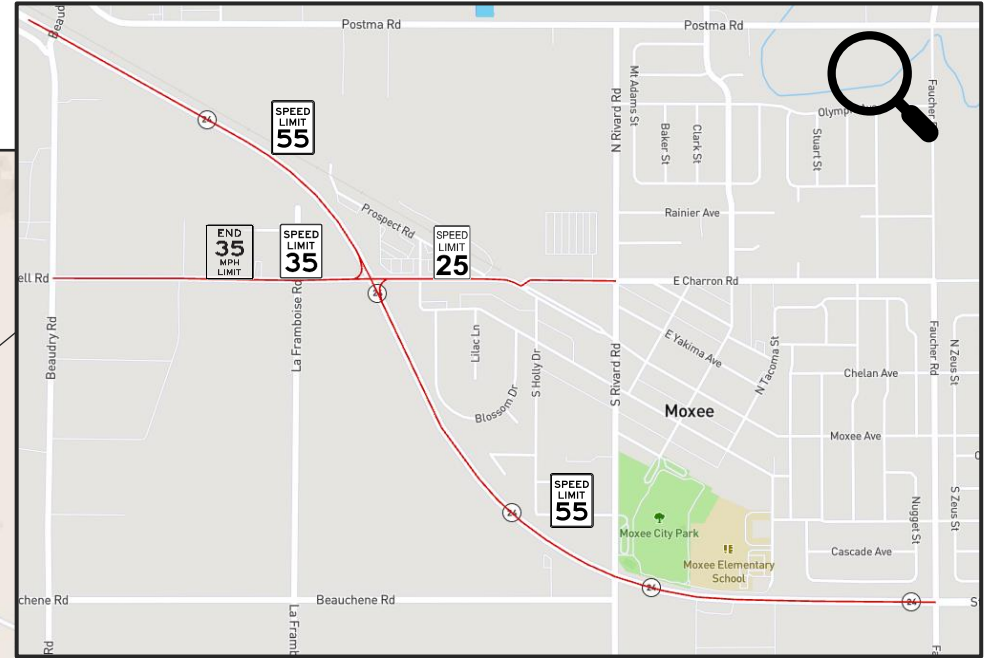 Postma Rd
Postma Rd
Beaud
24
SPEED
LIMIT
55
N Rivard Rd
Mt Adams St
Baker St
Clark St
Stuart St
Rainier Ave
Prospect Rd
END
35
MPH
LIMIT
SPEED
LIMIT
35
SPEED
LIMIT
25
ell Rd
E Charron Rd
24
La Framboise Rd
Beaudry Rd
Lilac Ln
S Holly Dr
Blossom Dr
S Rivard Rd
E Yakima Ave
N Tacoma St
Faucher Rd
N Zeus St
Chelan Ave
Moxee
Moxee Ave
SPEED
LIMIT
55
24
Moxee City Park
Moxee Elementary
School
Nugget St
S Zeus St
Cascade Ave
24
24
chene Rd
Beauchene Rd
La Framb
Rd